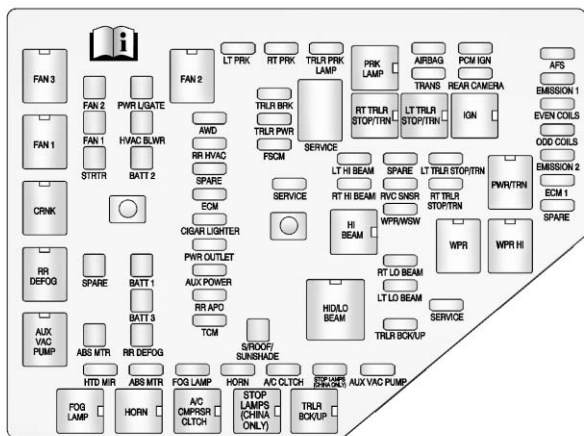 LT PRK
RT PRK
TRLR PRK
LAMP
AIRBAG
PCM IGN
AFS
FAN 3
FAN 2
PRK
LAMP
TRANS
REAR CAMERA
EMISSION 1
FAN 2
PWR L/GATE
TRLR BRK
RT TRLR
STOP/TRN
LT TRLR
STOP/TRN
IGN
EVEN COILS
FAN 1
FAN 1
HVAC BLWR
AWD
TRLR PWR
SERVICE
ODD COILS
STRTR
BATT 2
RR HVAC
FSCM
LT HI BEAM
SPARE
LT TRLR STOP/TRN
EMISSION 2
SPARE
SERVICE
RT HI BEAM
RVC SNSR
RT TRLR
STOP/TRN
PWR/TRN
ECM 1
CRNK
ECM
WPR/WSW
SPARE
CIGAR LIGHTER
HI
BEAM
WPR
WPR HI
RR
DEFOG
SPARE
BATT 1
PWR OUTLET
RT LO BEAM
AUX POWER
LT LO BEAM
BATT 3
RR APO
HID/LO
BEAM
SERVICE
AUX
VAC
PUMP
ABS MTR
RR DEFOG
TCM
S/ROOF/
SUNSHADE
TRLR BCK/UP
HTD MIR
ABS MTR
FOG LAMP
HORN
A/C CLTCH
STOP LAMPS
(CHINA ONLY)
AUX VAC PUMP
FOG
LAMP
HORN
A/C
CMPRSR
CLTCH
STOP
LAMPS
(CHINA
ONLY)
TRLR
BCK/UP